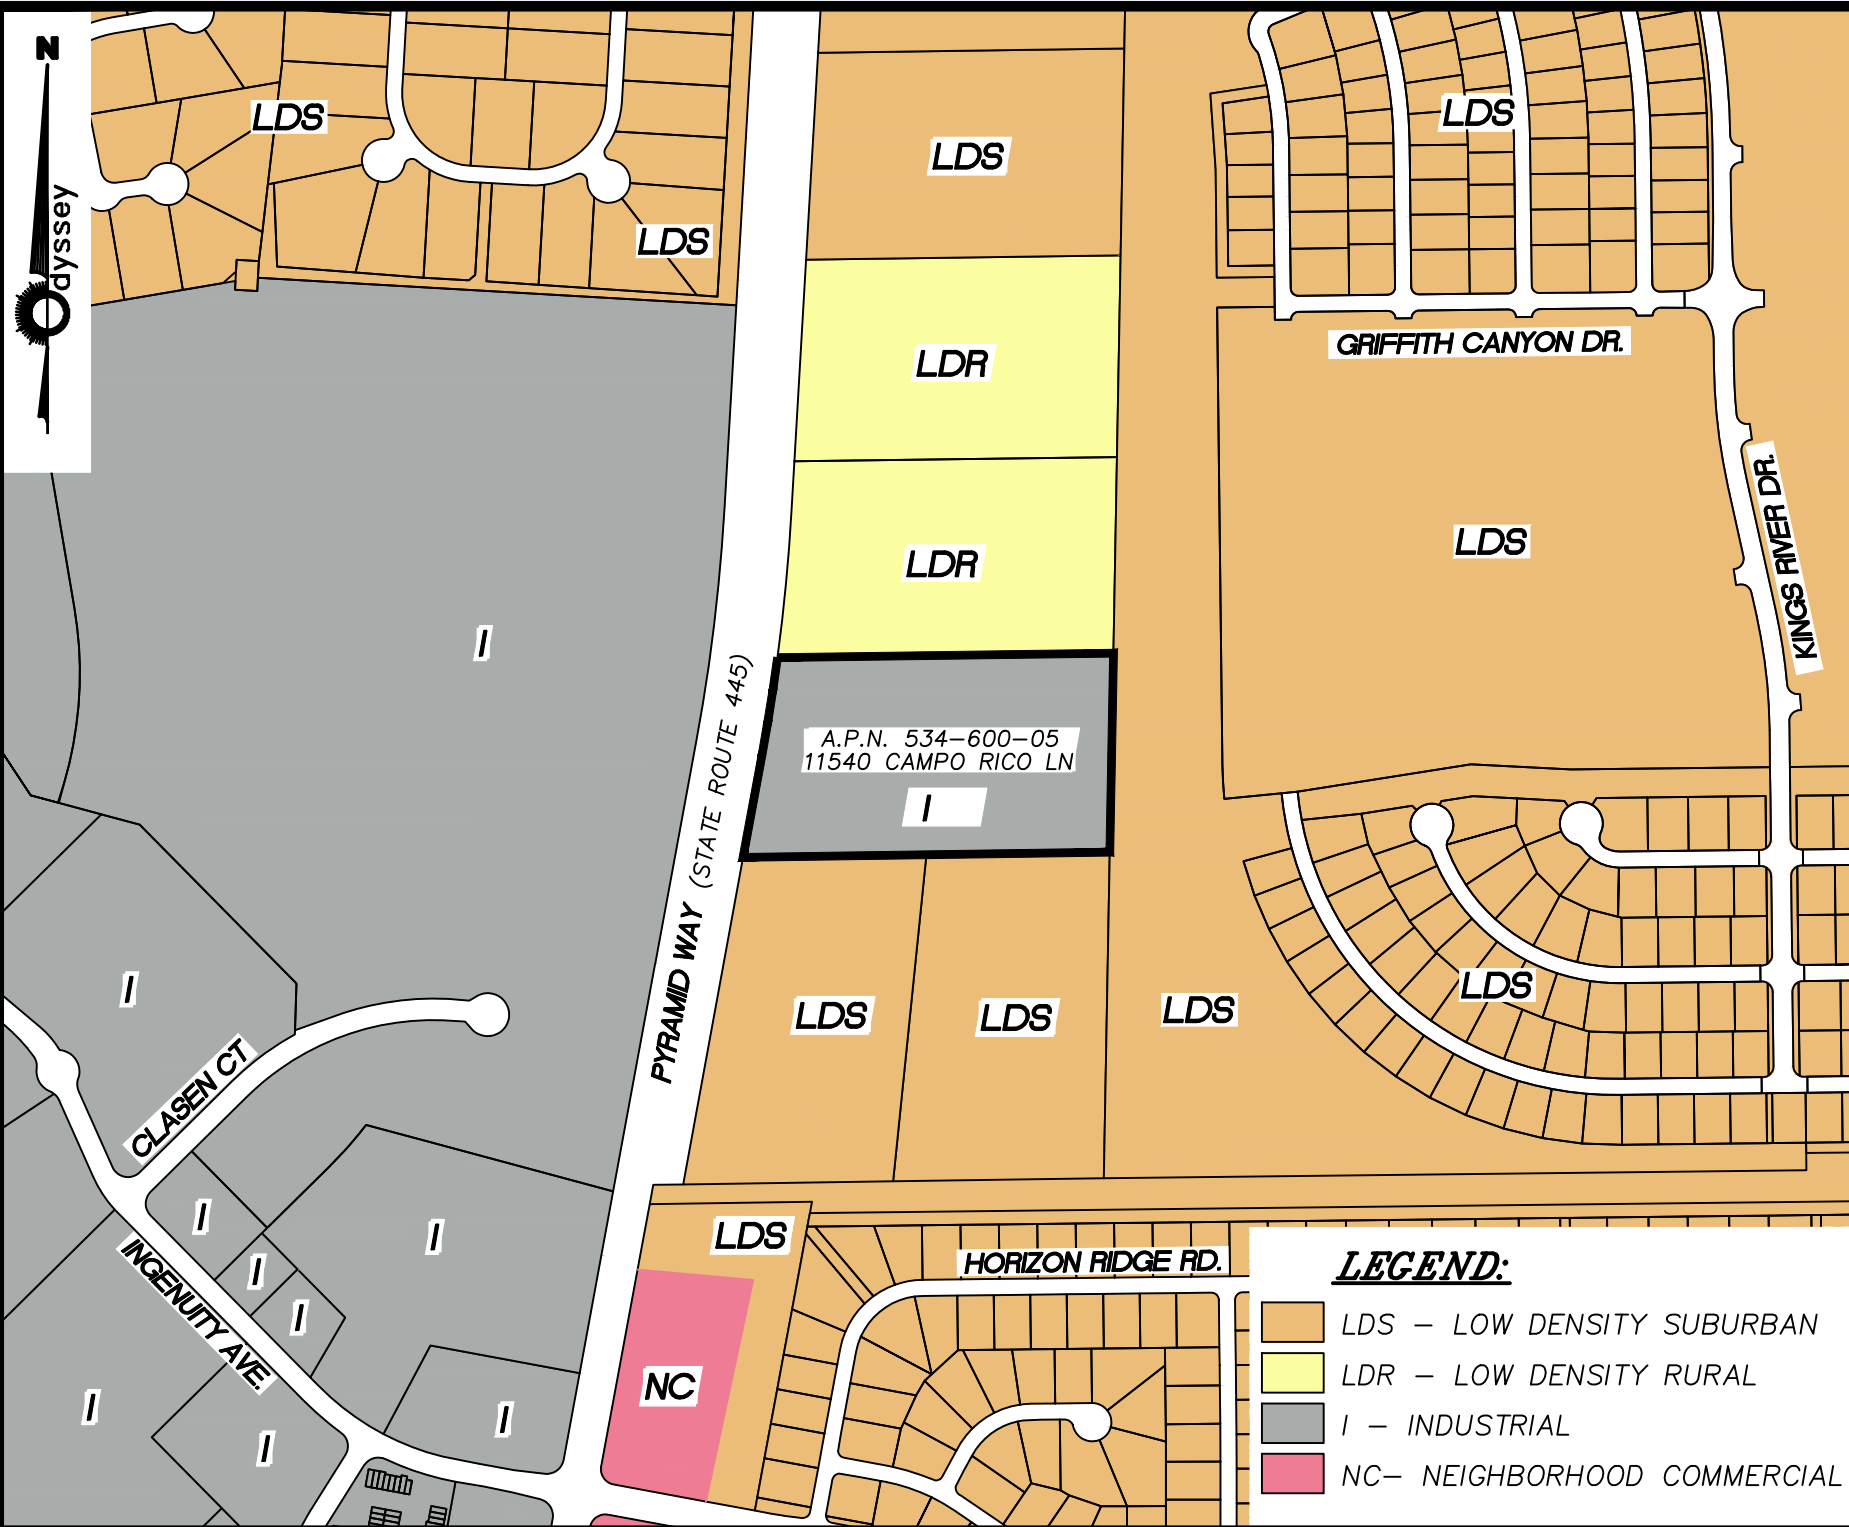 N
dyssey
LDS
LDS
LDS
LDS
LDR
GRIFFITH CANYON DR.
LDR
KINGS RIVER DR.
LDS
I
PYRAMID WAY (STATE ROUTE 445)
A.P.N. 534-600-05
11540 CAMPO RICO LN
I
I
LDS
LDS
LDS
LDS
CLASEN CT
I
I
I
I
INGENUITY AVE.
LDS
HORIZON RIDGE RD.
NC
I
I
I
LEGEND:
LDS - LOW DENSITY SUBURBAN
LDR - LOW DENSITY RURAL
I - INDUSTRIAL
NC- NEIGHBORHOOD COMMERCIAL